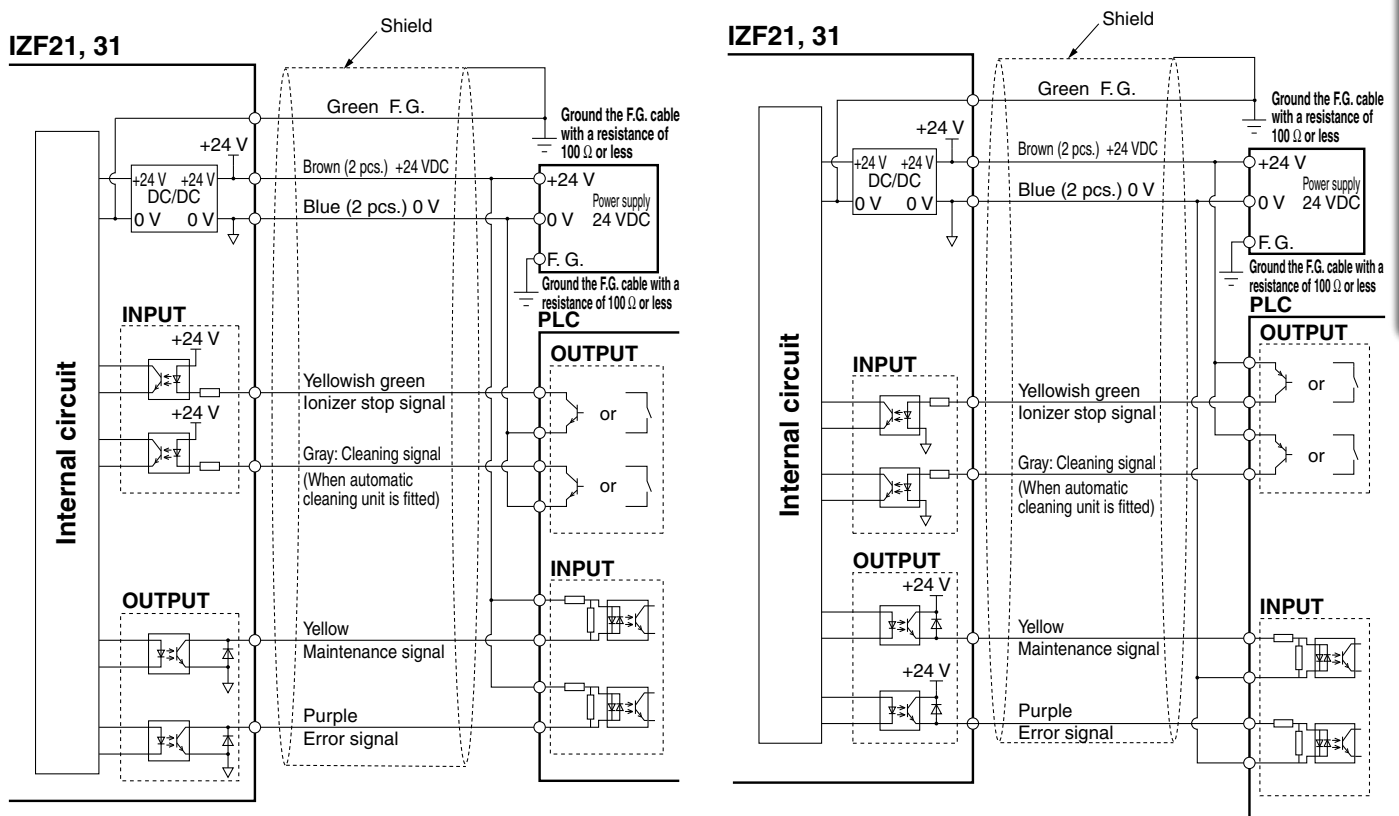 IZF21, 31
Shield
Green F.G.
Ground the F.G. cable
with a resistance of
100 Ω or less
+24 V
Brown (2 pcs.) +24 VDC
+24 V +24 V
DC/DC
0 V 0 V
Blue (2 pcs.) 0 V
+24 V
Power supply
0 V 24 VDC
F. G.
Ground the F.G. cable with a
resistance of 100 Ω or less
PLC
Internal circuit
INPUT
+24 V
+24 V
Yellowish green
Ionizer stop signal
Gray: Cleaning signal
(When automatic
cleaning unit is fitted)
OUTPUT
or
or
INPUT
OUTPUT
Yellow
Maintenance signal
Purple
Error signal
IZF21, 31
Shield
Green F.G.
Ground the F.G. cable
with a resistance of
100 Ω or less
+24 V
Brown (2 pcs.) +24 VDC
+24 V +24 V
DC/DC
0 V 0 V
Blue (2 pcs.) 0 V
+24 V
Power supply
0 V 24 VDC
F. G.
Ground the F.G. cable with a
resistance of 100 Ω or less
PLC
OUTPUT
or
or
Internal circuit
INPUT
Yellowish green
Ionizer stop signal
Gray: Cleaning signal
(When automatic
cleaning unit is fitted)
OUTPUT
+24 V
+24 V
Yellow
Maintenance signal
Purple
Error signal
INPUT